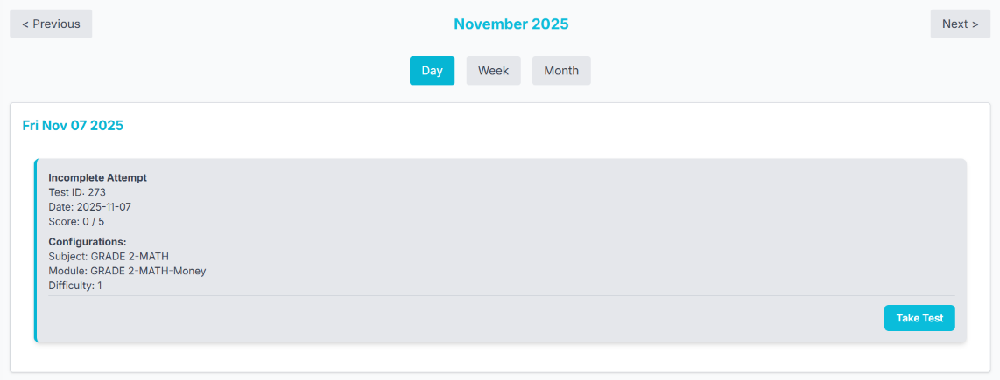 < Previous
November 2025
Next >
Day
Week
Month
Fri Nov 07 2025
Incomplete Attempt
Test ID: 273
Date: 2025-11-07
Score: 0 / 5
Configurations:
Subject: GRADE 2-MATH
Module: GRADE 2-MATH-Money
Difficulty: 1
Take Test